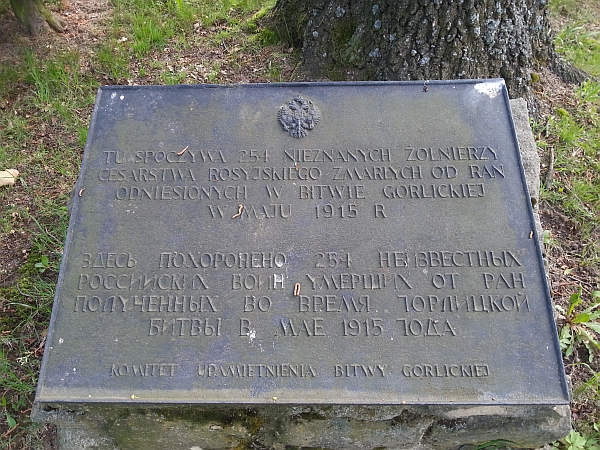 TU SPOCZYWA 254 NIEZNANYCH ŻOŁNIERZY
CESARSTWA ROSYJSKIEGO ZMARŁYCH OD RAN
ODNIESIONYCH W BITWIE GORLICKIEJ
W MAJU 1915 R
ЗДЕСЬ ПОХОРОНЕНО 254 НЕИЗВЕСТНЫХ
РОССИЙСКИХ ВОИН УМЕРШИХ ОТ РАН
ПОЛУЧЕННЫХ ВО ВРЕМЯ ГОРЛИЦКОЙ
БИТВЫ В МАЕ 1915 ГОДА
KOMITET UPAMIĘTNIENIA BITWY GORLICKIEJ